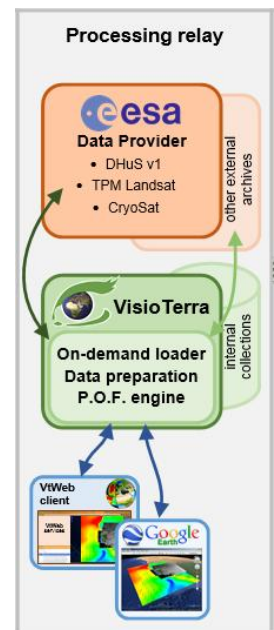 Processing relay
esa
Data Provider
• DHuS v1
• TPM Landsat
• CryoSat
other external
archives
VisioTerra
On-demand loader
Data preparation
P.O.F. engine
internal
collections
VtWeb
client
Google
Earth